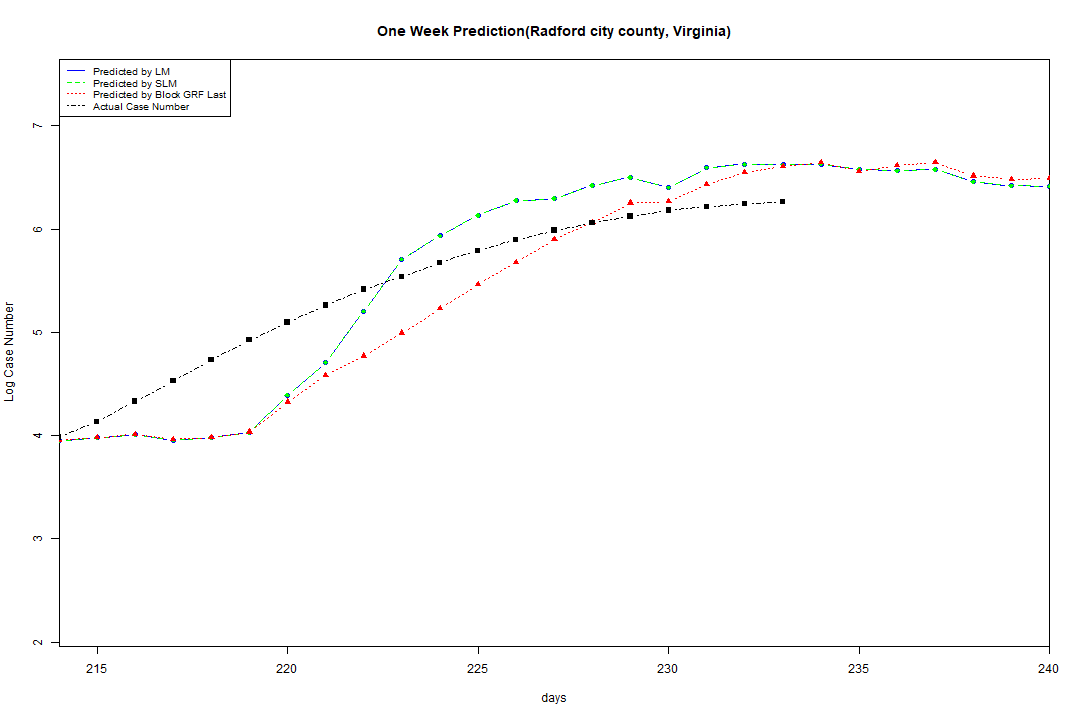 One Week Prediction(Radford city county, Virginia)
Predicted by LM
Predicted by SLM
Predicted by Block GRF Last
Actual Case Number
7
6
5
4
3
2
Log Case Number
215 220 225 230 235 240
days